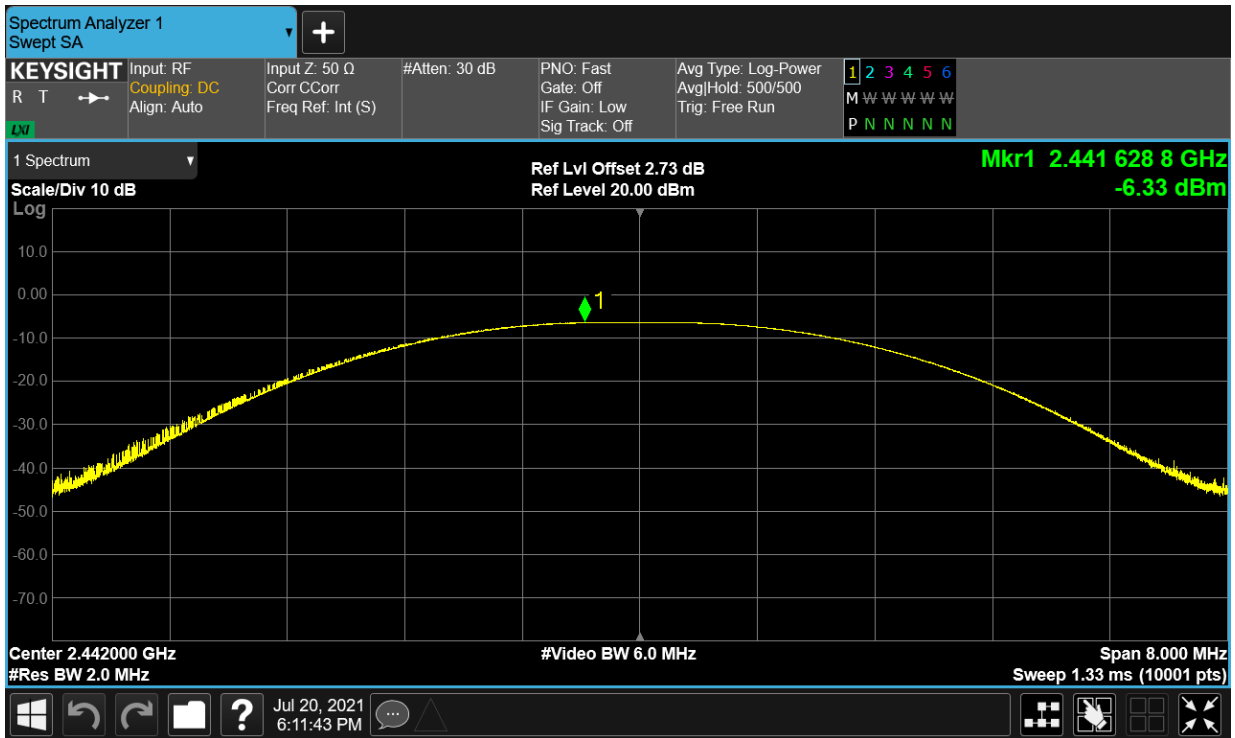 Spectrum Analyzer 1
Swept SA
KEYSIGHT
R T
LXI
Input: RF
Coupling: DC
Align: Auto
Input Z: 50 Ω
Corr CCorr
Freq Ref: Int (S)
#Atten: 30 dB
PNO: Fast
Gate: Off
IF Gain: Low
Sig Track: Off
Avg Type: Log-Power
Avg|Hold: 500/500
Trig: Free Run
1 2 3 4 5 6
M W W W W W
P N N N N N
1 Spectrum
Scale/Div 10 dB
Log
Ref Lvl Offset 2.73 dB
Ref Level 20.00 dBm
Mkr1 2.441 628 8 GHz
-6.33 dBm
10.0
0.00
-10.0
-20.0
-30.0
-40.0
-50.0
-60.0
-70.0
1
Center 2.442000 GHz
#Res BW 2.0 MHz
#Video BW 6.0 MHz
Span 8.000 MHz
Sweep 1.33 ms (10001 pts)
?
Jul 20, 2021
6:11:43 PM